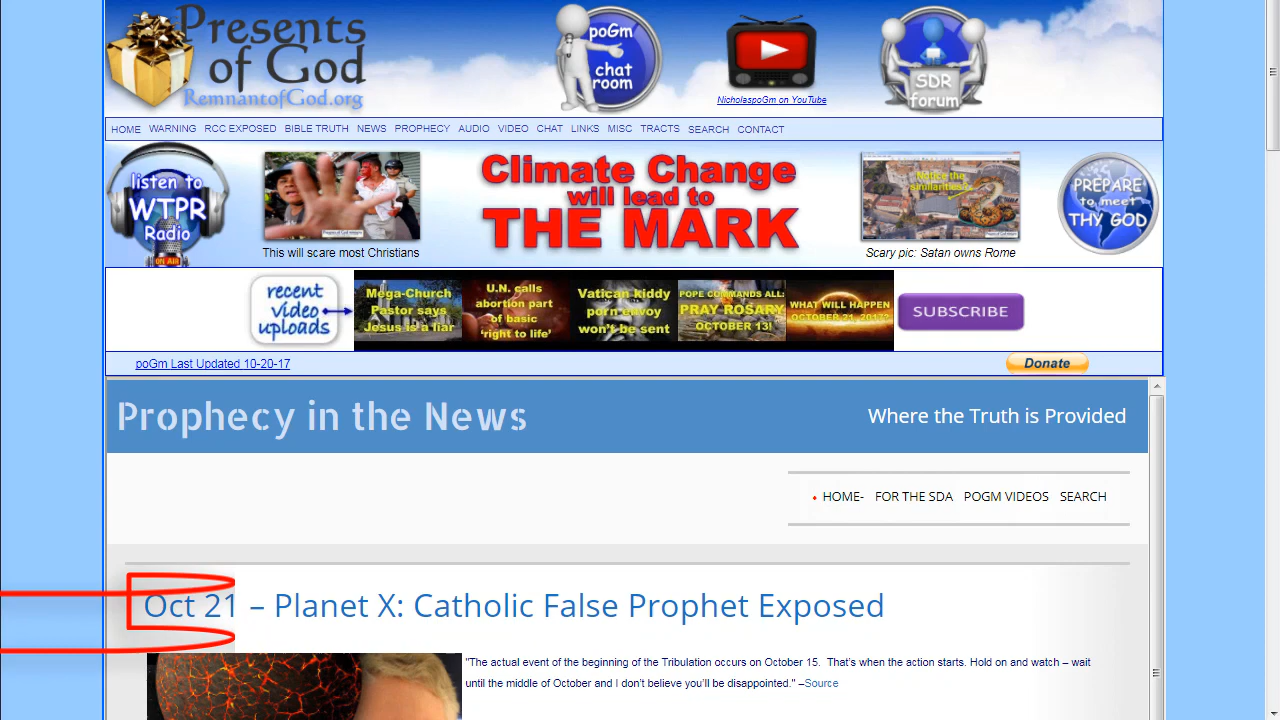 Presents
of God
RemnantofGod.org
poGm
chat
room
NicholaspoGm on YouTube
SDR
forum
HOME WARNING RCC EXPOSED BIBLE TRUTH NEWS PROPHECY AUDIO VIDEO CHAT LINKS MISC TRACTS SEARCH CONTACT
listen to
WTPR
Radio
ON AIR
This will scare most Christians
Climate Change
will lead to
THE MARK
Notice the
similarities?
Scary pic: Satan owns Rome
PREPARE
to meet
THY GOD
recent
video
uploads
Mega-Church
Pastor says
Jesus is a liar
U.N. calls
abortion part
of basic
'right to life'
Vatican kiddy
porn envoy
won't be sent
POPE COMMANDS ALL:
PRAY ROSARY
OCTOBER 13!
WHAT WILL HAPPEN
OCTOBER 21, 2017?
SUBSCRIBE
poGm Last Updated 10-20-17
Donate
Prophecy in the News
Where the Truth is Provided
HOME- FOR THE SDA POGM VIDEOS SEARCH
Oct 21 – Planet X: Catholic False Prophet Exposed
"The actual event of the beginning of the Tribulation occurs on October 15. That's when the action starts. Hold on and watch – wait
until the middle of October and I don't believe you'll be disappointed." –Source